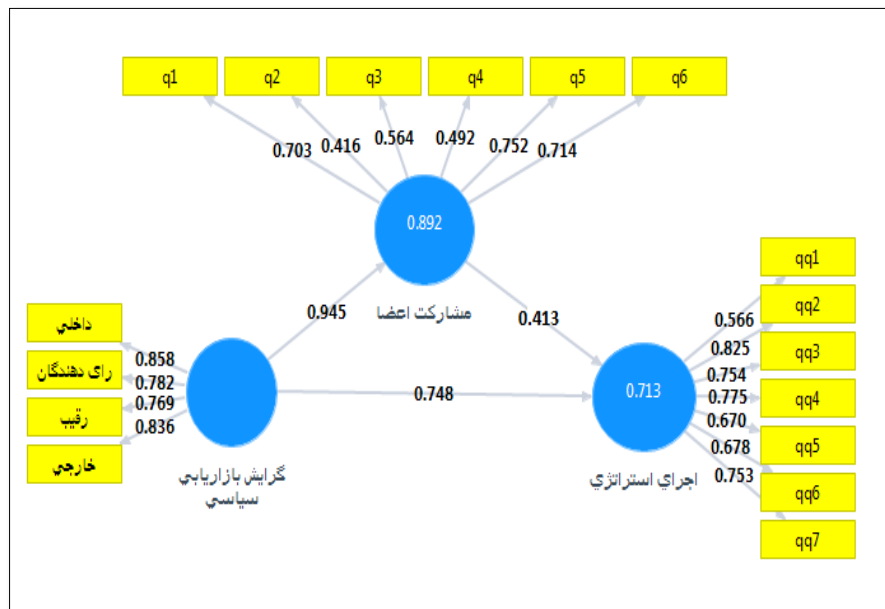 q1
q2
q3
q4
q5
q6
0.703
0.416
0.564
0.492
0.752
0.714
0.892
مشاركت اعضا
0.945
0.413
0.748
داخلي
رای دهندگان
رقيب
خارجي
0.858
0.782
0.769
0.836
گرايش بازاريابي
سياسي
0.713
اجراي استراتژي
0.566
0.825
0.754
0.775
0.670
0.678
0.753
qq1
qq2
qq3
qq4
qq5
qq6
qq7